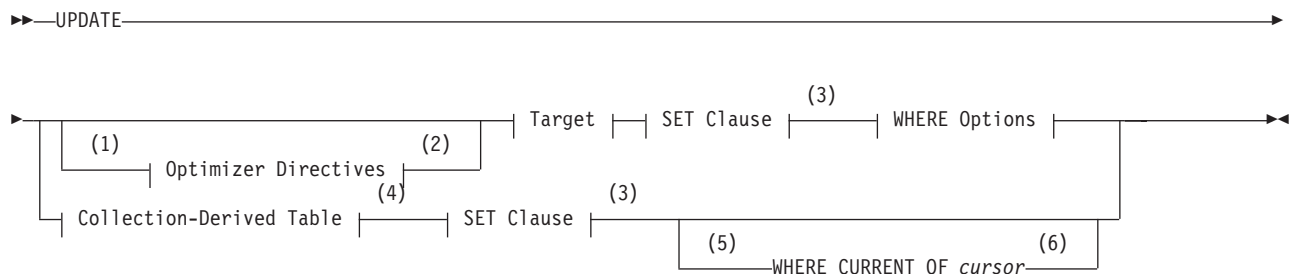 UPDATE
(3)
Target SET Clause WHERE Options
(1) (2)
Optimizer Directives
(4) (3)
Collection-Derived Table SET Clause
(5) (6)
WHERE CURRENT OF cursor